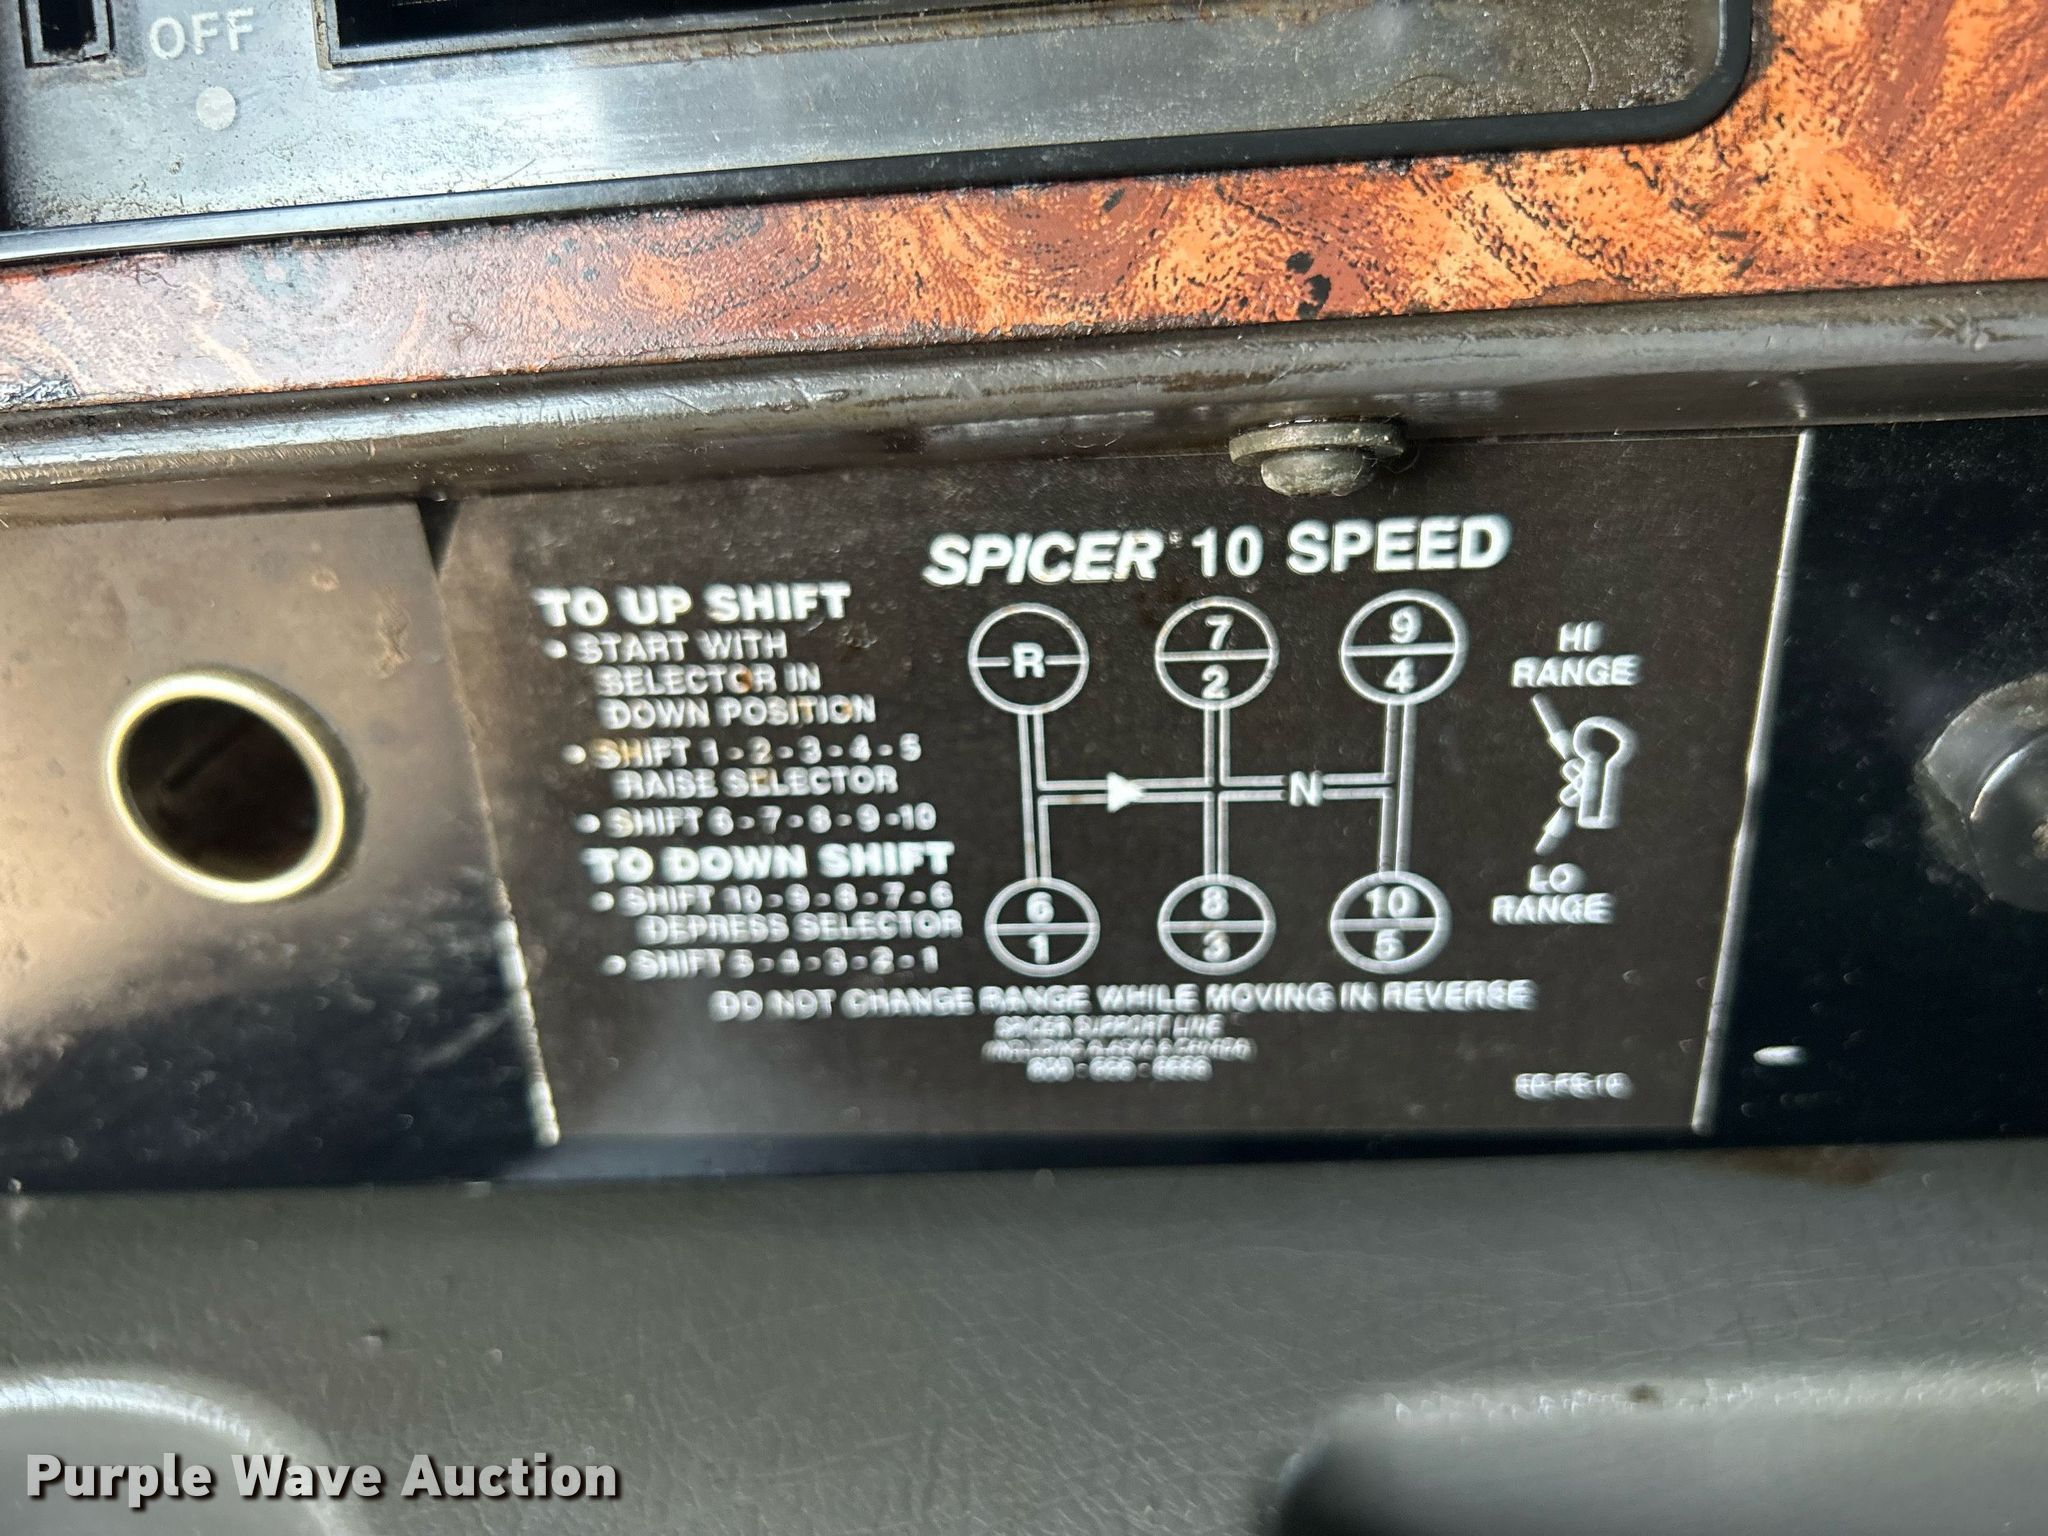 OFF
SPICER 10 SPEED
TO UP SHIFT
• START WITH
SELECTOR IN
DOWN POSITION
• SHIFT 1 - 2 - 3 - 4 - 5
RAISE SELECTOR
• SHIFT 6 - 7 - 8 - 9 -10
TO DOWN SHIFT
• SHIFT 10 - 9 - 8 - 7 - 6
DEPRESS SELECTOR
• SHIFT 5 - 4 - 3 - 2 - 1
R
7
2
9
4
N
6
1
8
3
10
5
HI
RANGE
LO
RANGE
DO NOT CHANGE RANGE WHILE MOVING IN REVERSE
SPICER SUPPORT LINE
Purple Wave Auction